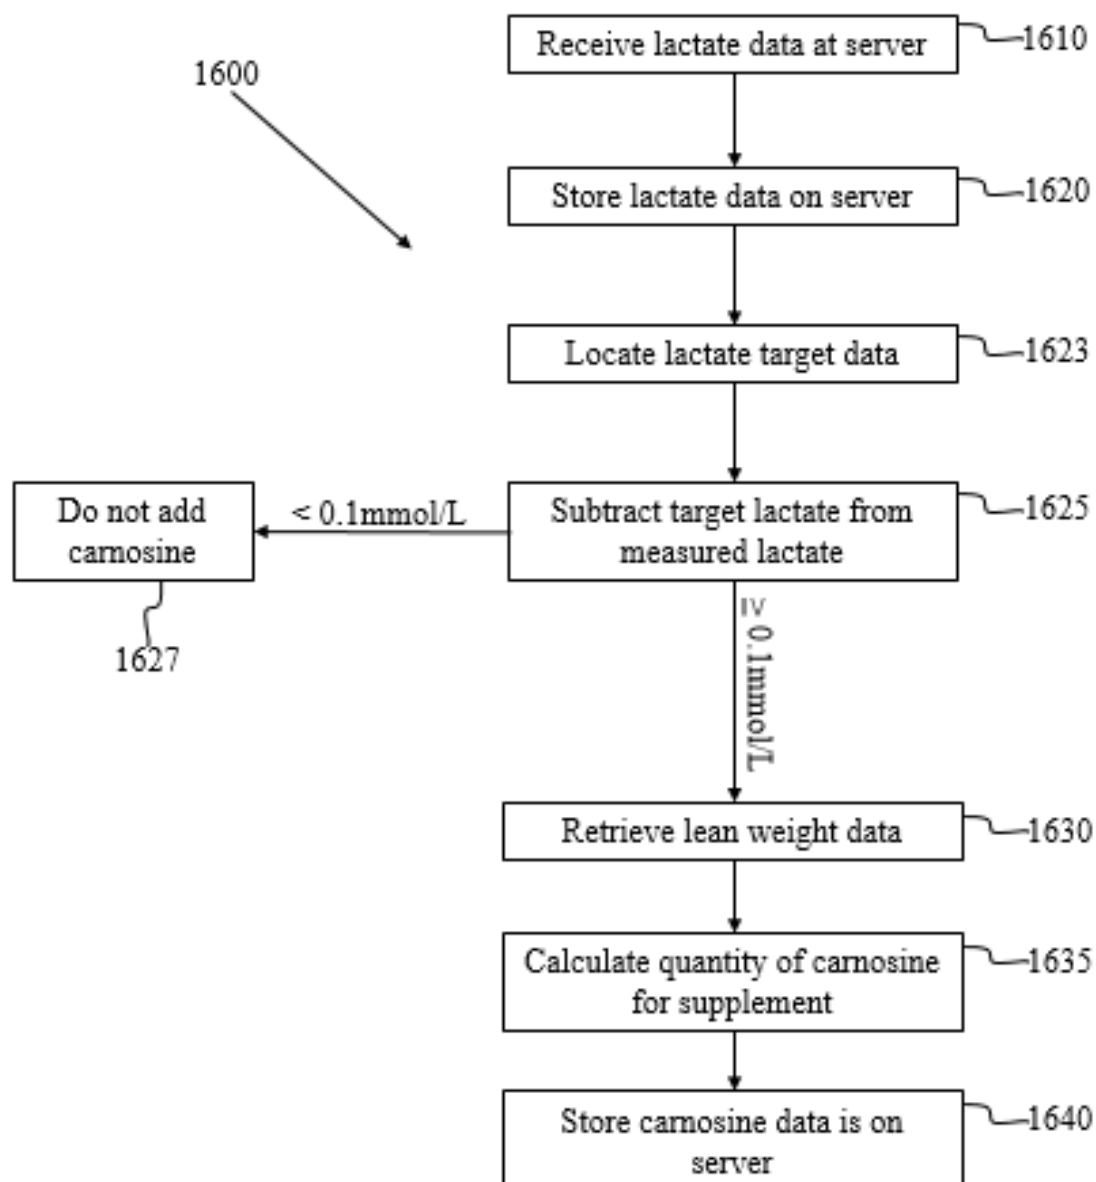 Receive lactate data at server
1610
1600
Store lactate data on server
1620
Locate lactate target data
1623
Do not add
carnosine
< 0.1mmol/L
Subtract target lactate from
measured lactate
1625
1627
≥ 0.1mmol/L
Retrieve lean weight data
1630
Calculate quantity of carnosine
for supplement
1635
Store carnosine data is on
server
1640